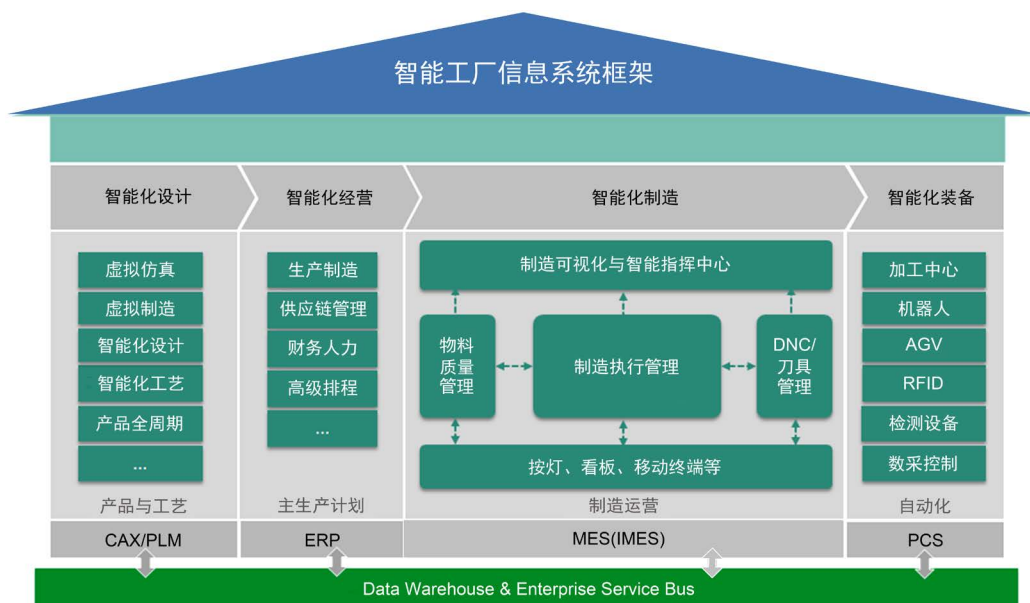 智能工厂信息系统框架
智能化设计
智能化经营
智能化制造
智能化装备
虚拟仿真
虚拟制造
智能化设计
智能化工艺
产品全周期
...
产品与工艺
生产制造
供应链管理
财务人力
高级排程
...
主生产计划
制造可视化与智能指挥中心
物料
质量
管理
制造执行管理
DNC/
刀具
管理
按灯、看板、移动终端等
制造运营
加工中心
机器人
AGV
RFID
检测设备
数采控制
自动化
CAX/PLM
ERP
MES(IMES)
PCS
Data Warehouse & Enterprise Service Bus